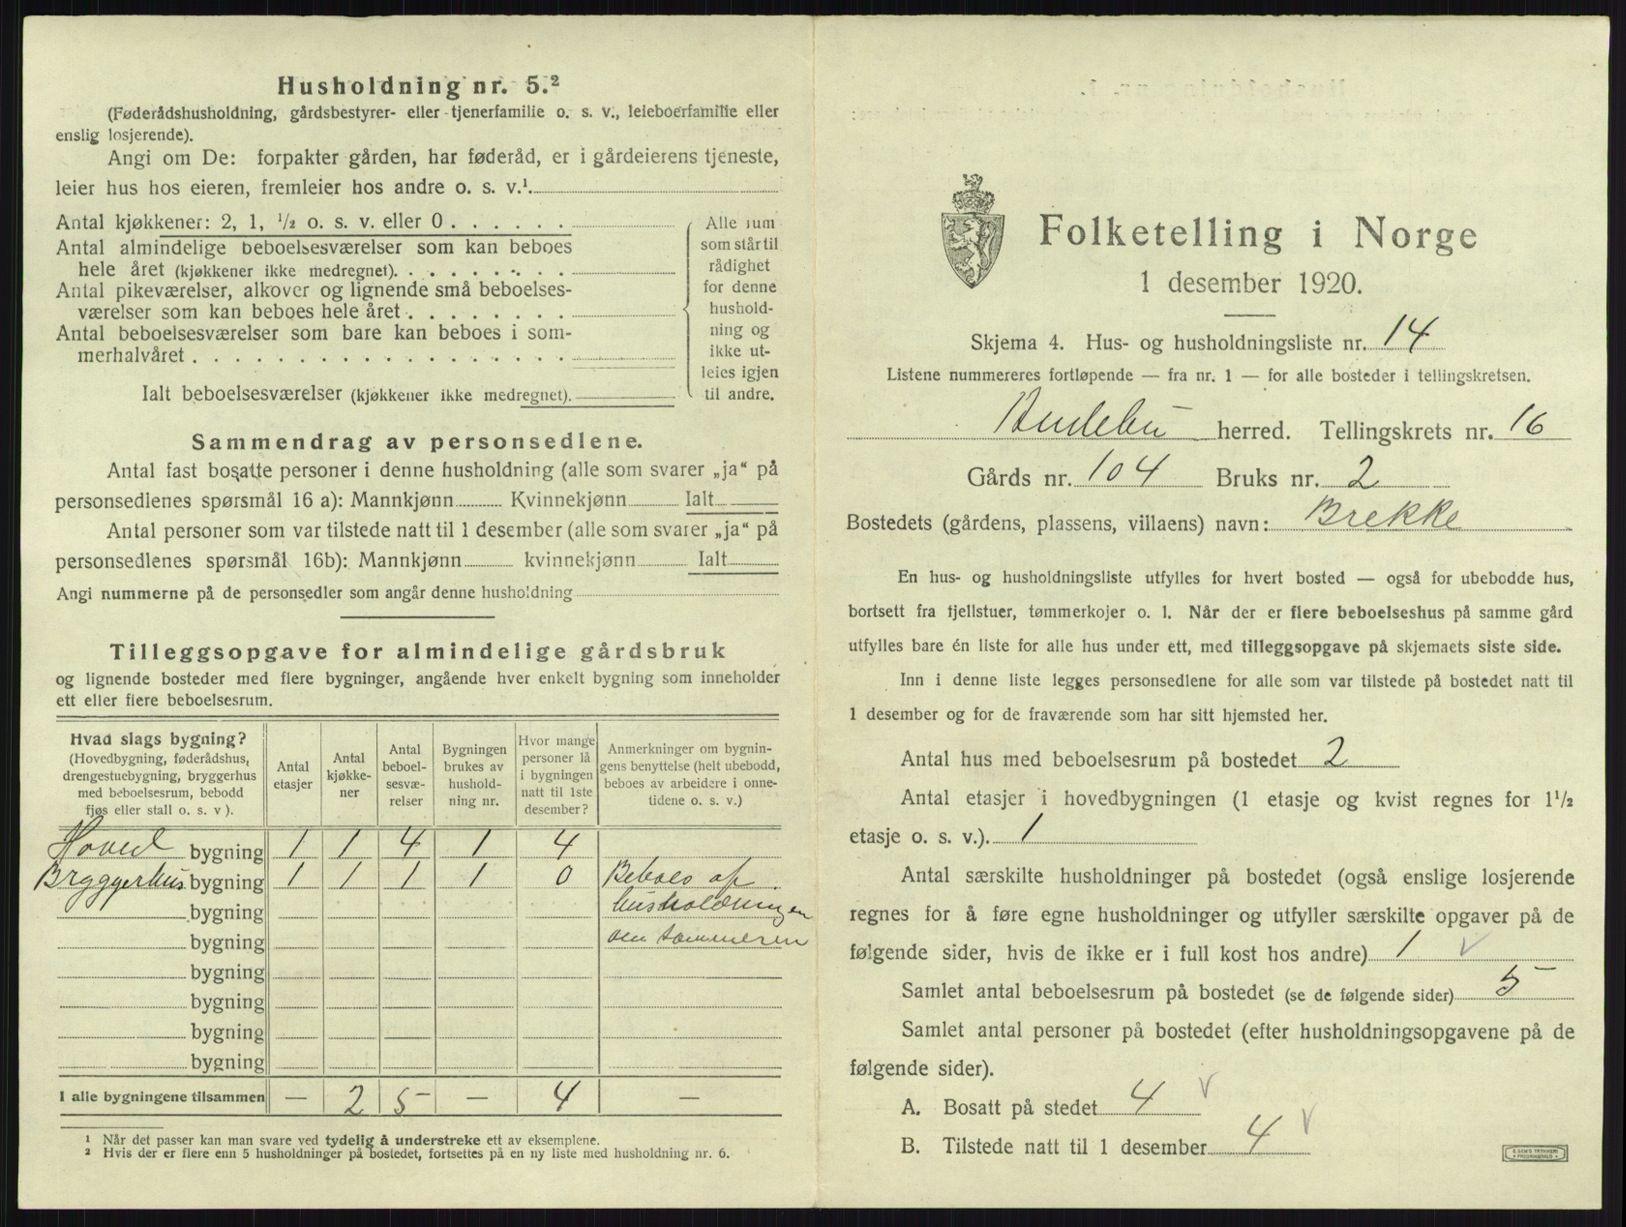 Husholdning nr. 5.²
(Føderådshusholdning, gårdsbestyrer- eller tjenerfamilie o. s. v., leieboerfamilie eller
enslig losjerende).
Angi om De: forpakter gården, har føderåd, er i gårdeierens tjeneste,
leier hus hos eieren, fremleier hos andre o. s. v.¹
Antal kjøkkener: 2, 1, ½ o. s. v. eller 0 . . . . . .
Antal almindelige beboelsesværelser som kan beboes
hele året (kjøkkener ikke medregnet). . . . . . . . .
Antal pikeværelser, alkover og lignende små beboelses-
værelser som kan beboes hele året . . . . . . . .
Antal beboelsesværelser som bare kan beboes i som-
merhalvåret . . . . . . . . . . . . . . . . . .
Ialt beboelsesværelser (kjøkkener ikke medregnet).
Alle rum
som står til
rådighet
for denne
hushold-
ning og
ikke ut-
leies igjen
til andre.
Sammendrag av personsedlene.
Antal fast bosatte personer i denne husholdning (alle som svarer „ja“ på
personsedlenes spørsmål 16 a): Mannkjønn Kvinnekjønn Ialt
Antal personer som var tilstede natt til 1 desember (alle som svarer „ja“ på
personsedlenes spørsmål 16b): Mannkjønn kvinnekjønn Ialt
Angi nummerne på de personsedler som angår denne husholdning
Tilleggsopgave for almindelige gårdsbruk
og lignende bosteder med flere bygninger, angående hver enkelt bygning som inneholder
ett eller flere beboelsesrum.
Hvad slags bygning?
(Hovedbygning, føderådshus,
drengestuebygning, bryggerhus
med beboelsesrum, bebodd
fjøs eller stall o. s. v ).
Antal
etasjer
Antal
kjøkke-
ner
Antal
beboel-
sesvæ-
relser
Bygningen
brukes av
hushold-
ning nr.
Hvor mange
personer lå
i bygningen
natt til 1ste
desember?
Anmerkninger om bygnin-
gens benyttelse (helt ubebodd,
beboes av arbeidere i onne-
tidene o. s. v.)
Hoved bygning 1 1 4 1 4
Bryggerhus bygning 1 1 1 1 0 Beboes af
bygning husholdningen
bygning om sommeren
bygning
bygning
bygning
bygning
I alle bygningene tilsammen — 2 5 — 4 —
¹ Når det passer kan man svare ved tydelig å understreke ett av eksemplene.
² Hvis der er flere enn 5 husholdninger på bostedet, fortsettes på en ny liste med husholdning nr. 6.
Folketelling i Norge
1 desember 1920.
Skjema 4. Hus- og husholdningsliste nr. 14
Listene nummereres fortløpende — fra nr. 1 — for alle bosteder i tellingskretsen.
Andebu herred. Tellingskrets nr. 16
Gårds nr. 104 Bruks nr. 2
Bostedets (gårdens, plassens, villaens) navn: Brekke
En hus- og husholdningsliste utfylles for hvert bosted — også for ubebodde hus,
bortsett fra fjellstuer, tømmerkojer o. l. Når der er flere beboelseshus på samme gård
utfylles bare én liste for alle hus under ett, med tilleggsopgave på skjemaets siste side.
Inn i denne liste legges personsedlene for alle som var tilstede på bostedet natt til
1 desember og for de fraværende som har sitt hjemsted her.
Antal hus med beboelsesrum på bostedet 2
Antal etasjer i hovedbygningen (1 etasje og kvist regnes for 1½
etasje o. s. v.). 1
Antal særskilte husholdninger på bostedet (også enslige losjerende
regnes for å føre egne husholdninger og utfyller særskilte opgaver på de
følgende sider, hvis de ikke er i full kost hos andre) 1 v
Samlet antal beboelsesrum på bostedet (se de følgende sider) 5
Samlet antal personer på bostedet (efter husholdningsopgavene på de
følgende sider).
A. Bosatt på stedet 4 v
B. Tilstede natt til 1 desember 4 v